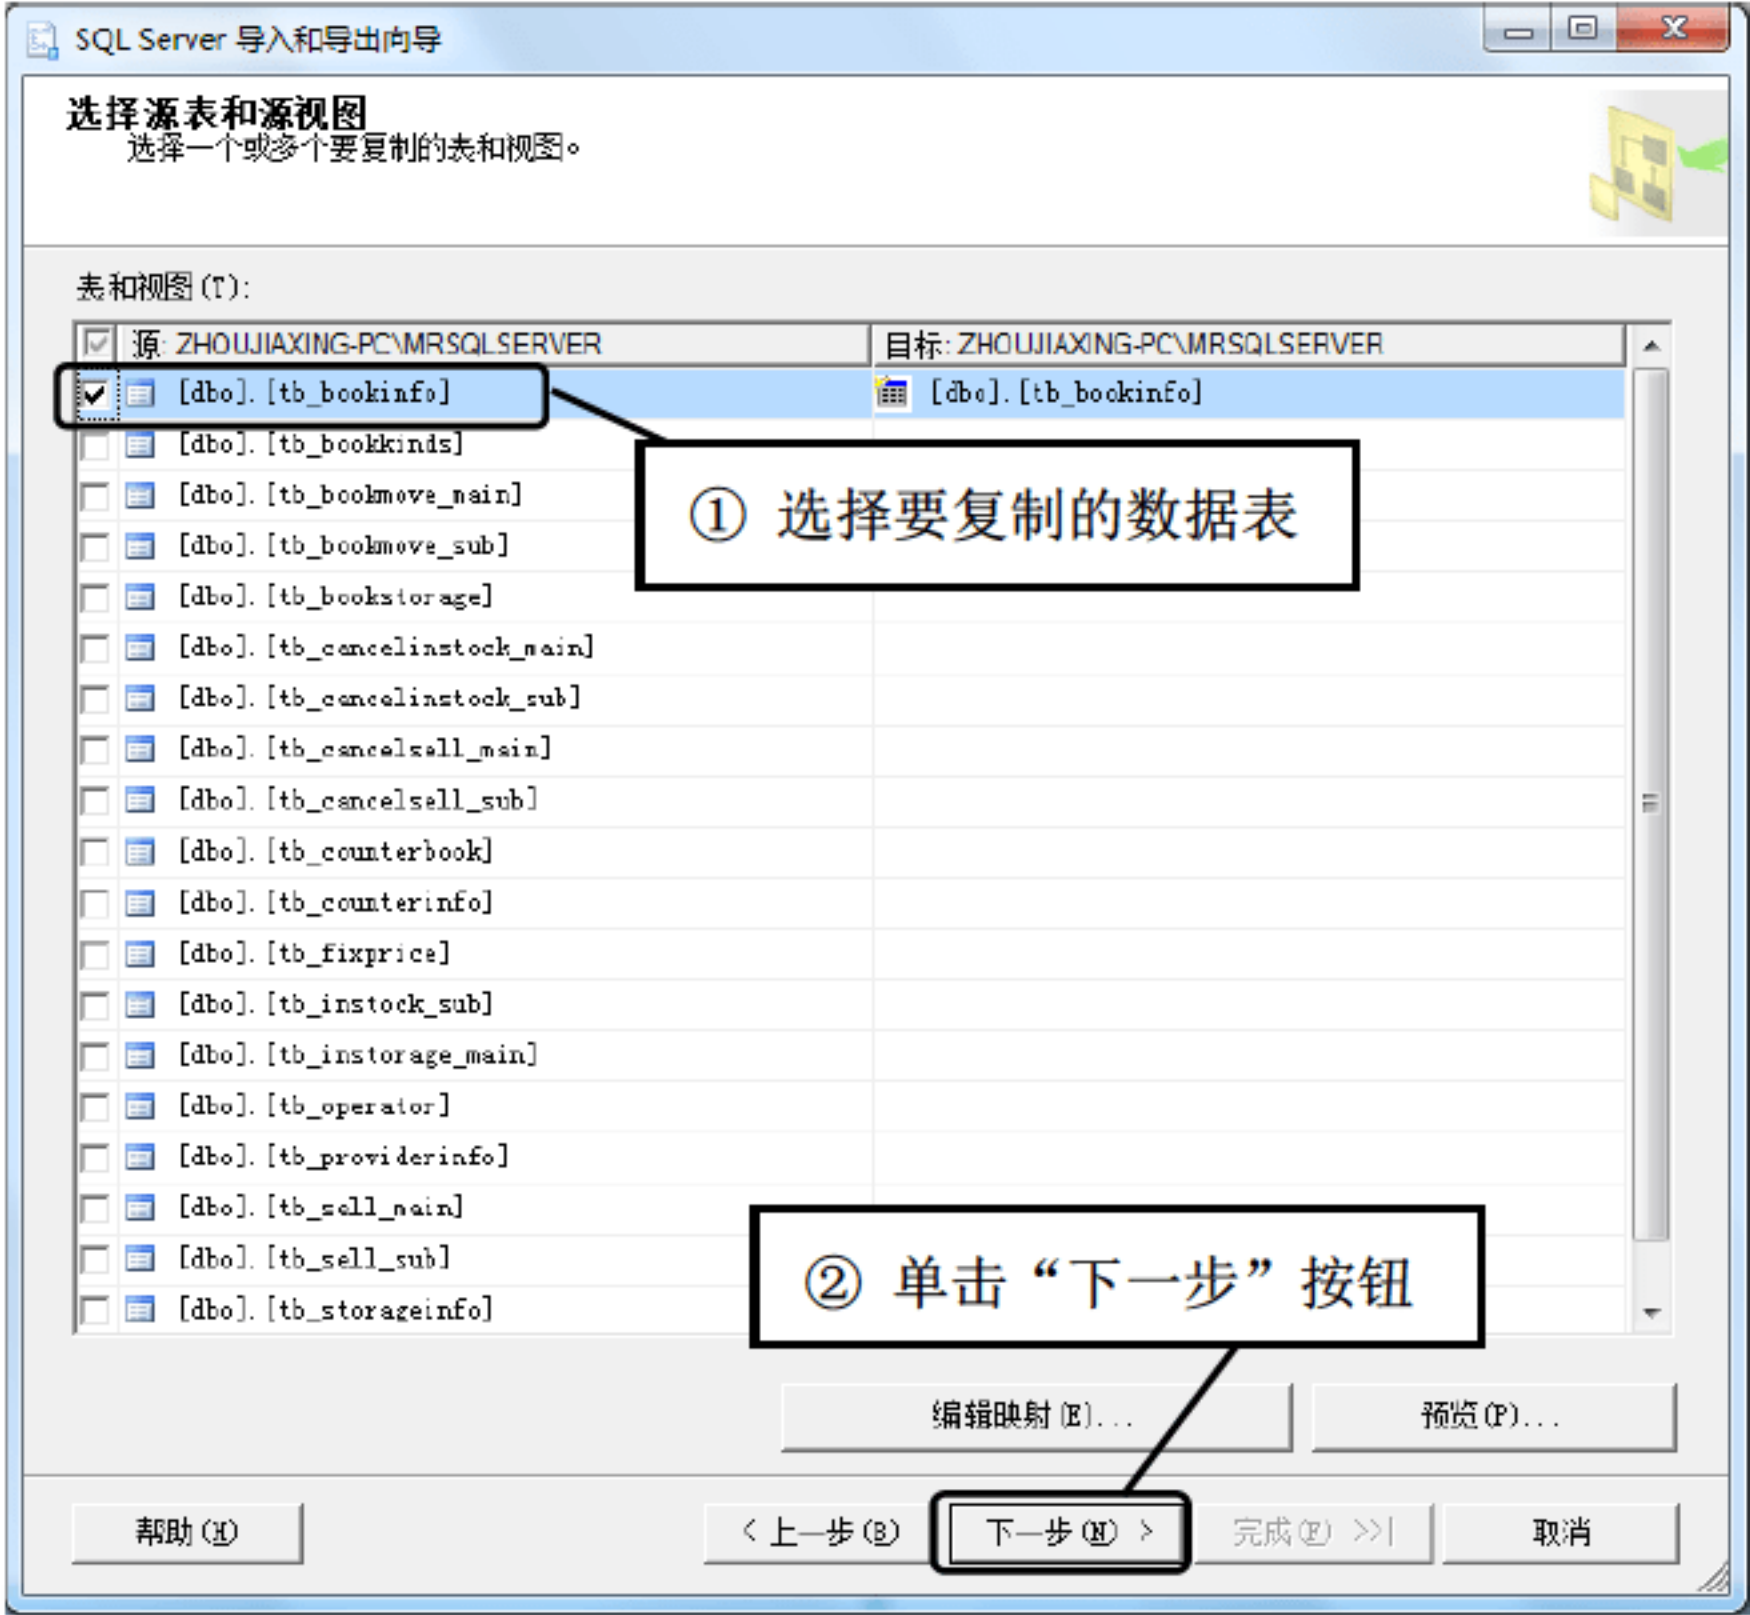 SQL Server 导入和导出向导
选择源表和源视图
选择一个或多个要复制的表和视图。
表和视图(T):
源: ZHOUJIAXING-PC\MRSQLSERVER 目标: ZHOUJIAXING-PC\MRSQLSERVER
[dbo].[tb_bookinfo] [dbo].[tb_bookinfo]
[dbo].[tb_bookkinds]
① 选择要复制的数据表
[dbo].[tb_bookmove_main]
[dbo].[tb_bookmove_sub]
[dbo].[tb_bookstorage]
[dbo].[tb_cancelinstock_main]
[dbo].[tb_cancelinstock_sub]
[dbo].[tb_cancelsell_main]
[dbo].[tb_cancelsell_sub]
[dbo].[tb_counterbook]
[dbo].[tb_counterinfo]
[dbo].[tb_fixprice]
[dbo].[tb_instock_sub]
[dbo].[tb_instorage_main]
[dbo].[tb_operator]
[dbo].[tb_providerinfo]
[dbo].[tb_sell_main]
[dbo].[tb_sell_sub]
② 单击“下一步”按钮
[dbo].[tb_storageinfo]
编辑映射(E)... 预览(P)...
帮助(H) < 上一步(B) 下一步(N) > 完成(F) >>| 取消